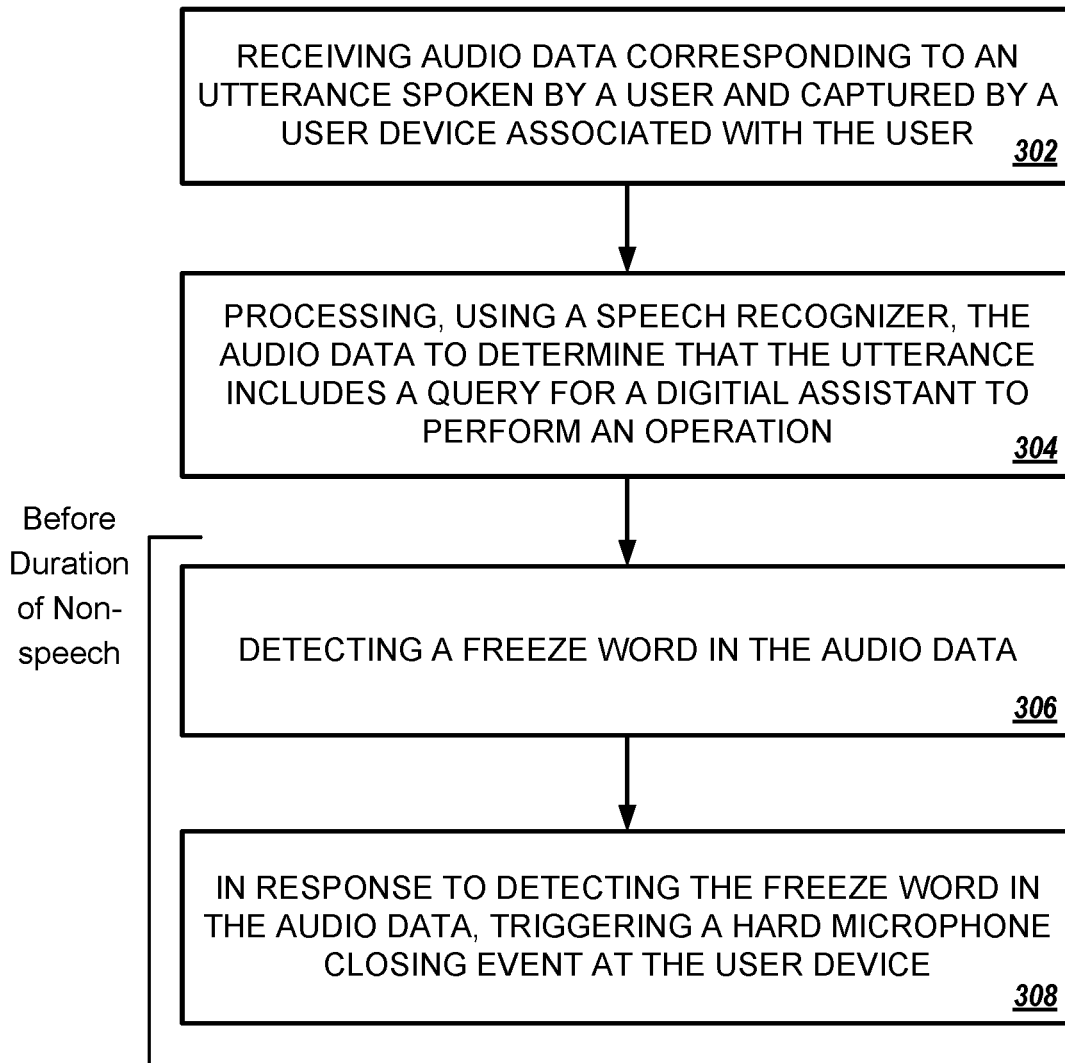 RECEIVING AUDIO DATA CORRESPONDING TO AN
UTTERANCE SPOKEN BY A USER AND CAPTURED BY A
USER DEVICE ASSOCIATED WITH THE USER
302
PROCESSING, USING A SPEECH RECOGNIZER, THE
AUDIO DATA TO DETERMINE THAT THE UTTERANCE
INCLUDES A QUERY FOR A DIGITIAL ASSISTANT TO
PERFORM AN OPERATION
304
Before
Duration
of Non-
speech
DETECTING A FREEZE WORD IN THE AUDIO DATA
306
IN RESPONSE TO DETECTING THE FREEZE WORD IN
THE AUDIO DATA, TRIGGERING A HARD MICROPHONE
CLOSING EVENT AT THE USER DEVICE
308